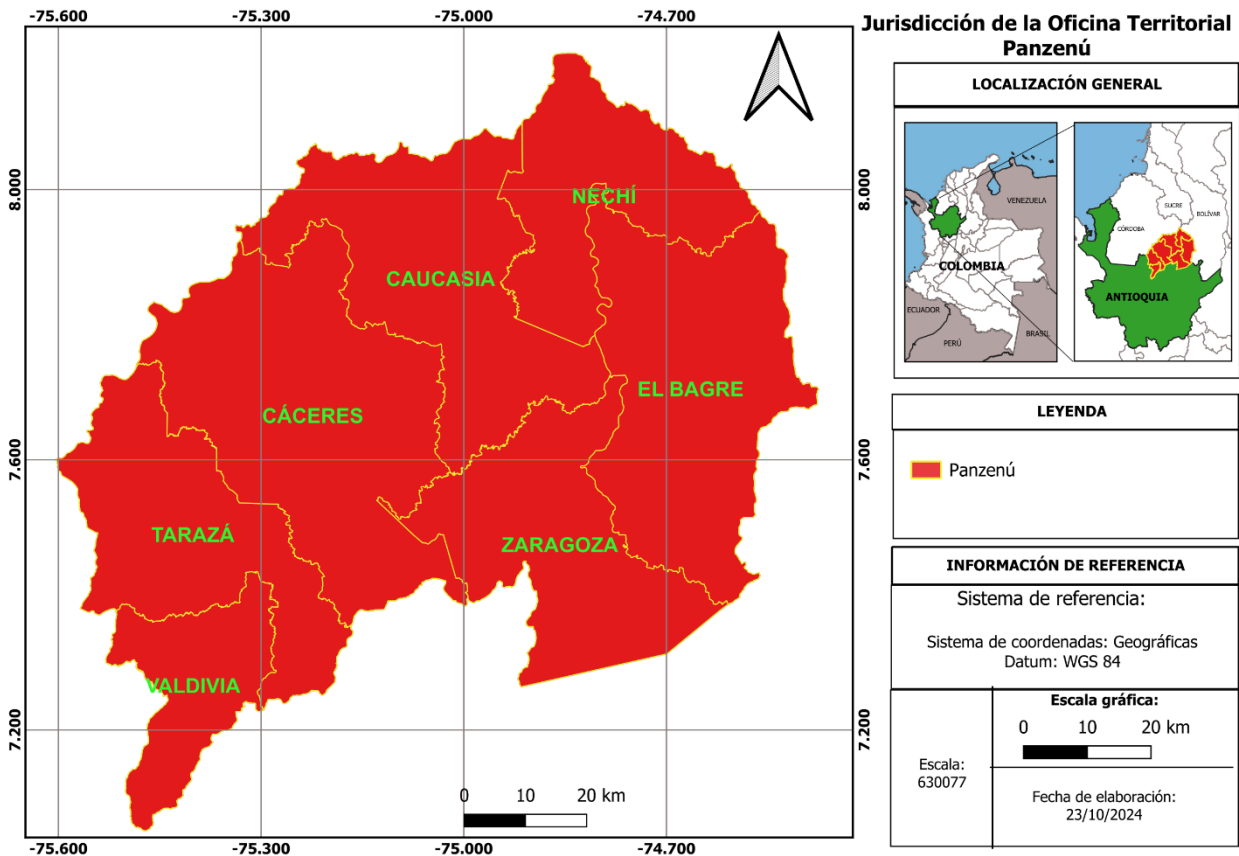 -75.600 -75.300 -75.000 -74.700
8.000
7.600
7.200
NECHÍ
CAUCASIA
EL BAGRE
CÁCERES
TARAZÁ
ZARAGOZA
VALDIVIA
0 10 20 km
8.000
7.600
7.200
-75.600 -75.300 -75.000 -74.700
Jurisdicción de la Oficina Territorial
Panzenú
LOCALIZACIÓN GENERAL
VENEZUELA
COLOMBIA
ECUADOR
PERÚ
BRASIL
SUCRE
BOLÍVAR
CÓRDOBA
ANTIOQUIA
LEYENDA
Panzenú
INFORMACIÓN DE REFERENCIA
Sistema de referencia:
Sistema de coordenadas: Geográficas
Datum: WGS 84
Escala:
630077
Escala gráfica:
0 10 20 km
Fecha de elaboración:
23/10/2024